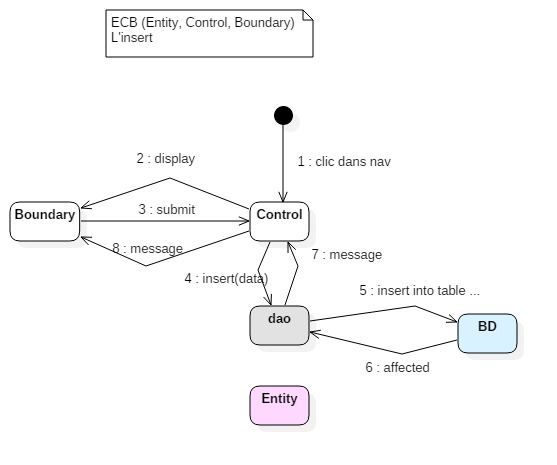 ECB (Entity, Control, Boundary)
L'insert
1 : clic dans nav
2 : display
Boundary
3 : submit
Control
8 : message
7 : message
4 : insert(data)
5 : insert into table ...
dao
BD
6 : affected
Entity